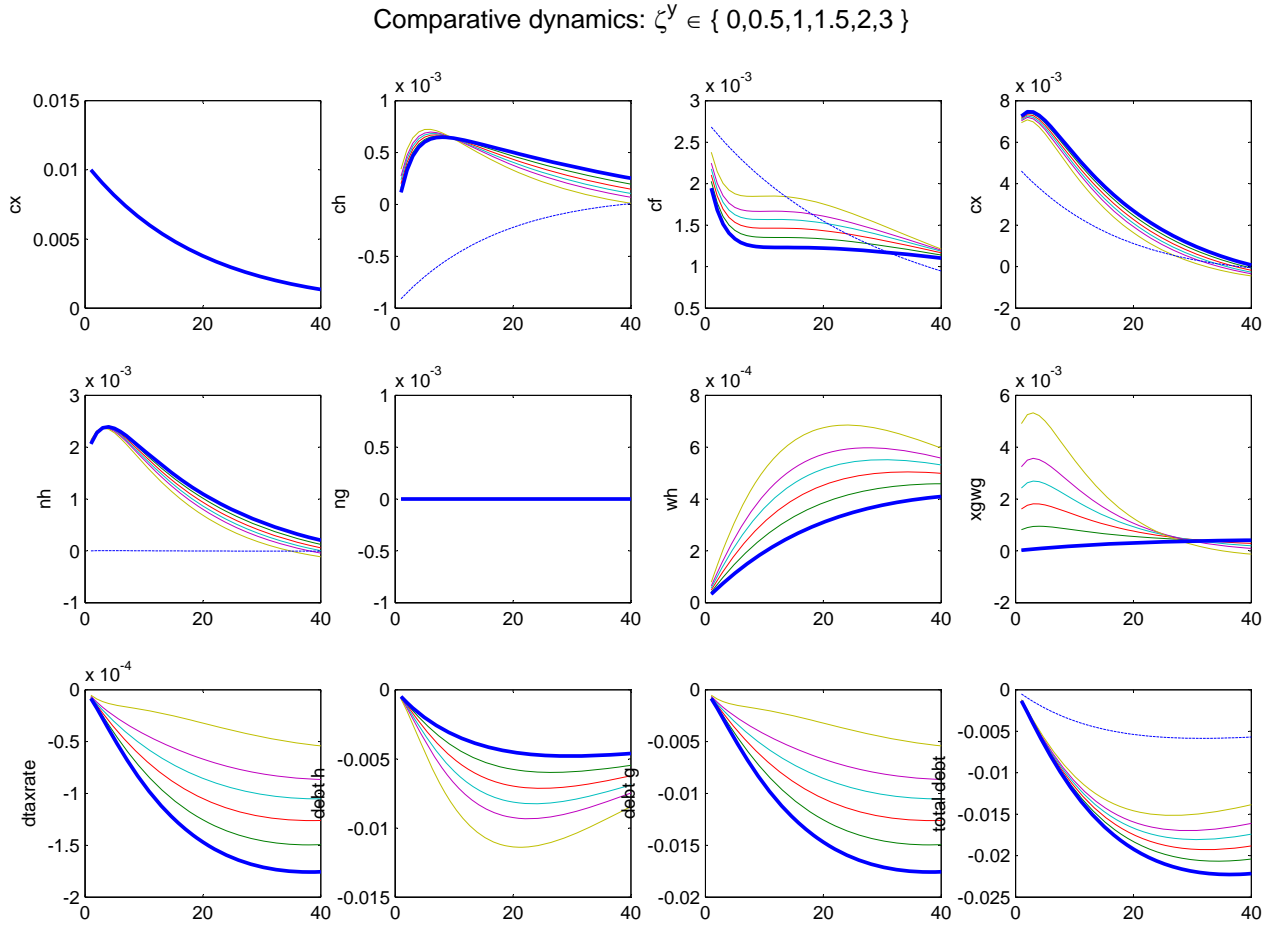 Comparative dynamics: ζ^y ∈ { 0,0.5,1,1.5,2,3 }
0.015
0.01
0.005
0
0 20 40
cx
x 10^-3
1
0.5
0
-0.5
-1
0 20 40
ch
x 10^-3
3
2.5
2
1.5
1
0.5
0 20 40
cf
x 10^-3
8
6
4
2
0
-2
0 20 40
cx
x 10^-3
3
2
1
0
-1
0 20 40
nh
x 10^-3
1
0.5
0
-0.5
-1
0 20 40
ng
x 10^-4
8
6
4
2
0
0 20 40
wh
x 10^-3
6
4
2
0
-2
0 20 40
xgwg
x 10^-4
0
-0.5
-1
-1.5
-2
0 20 40
dtaxrate
0
-0.005
-0.01
-0.015
0 20 40
debt h
0
-0.005
-0.01
-0.015
-0.02
0 20 40
debt g
0
-0.005
-0.01
-0.015
-0.02
-0.025
0 20 40
total debt